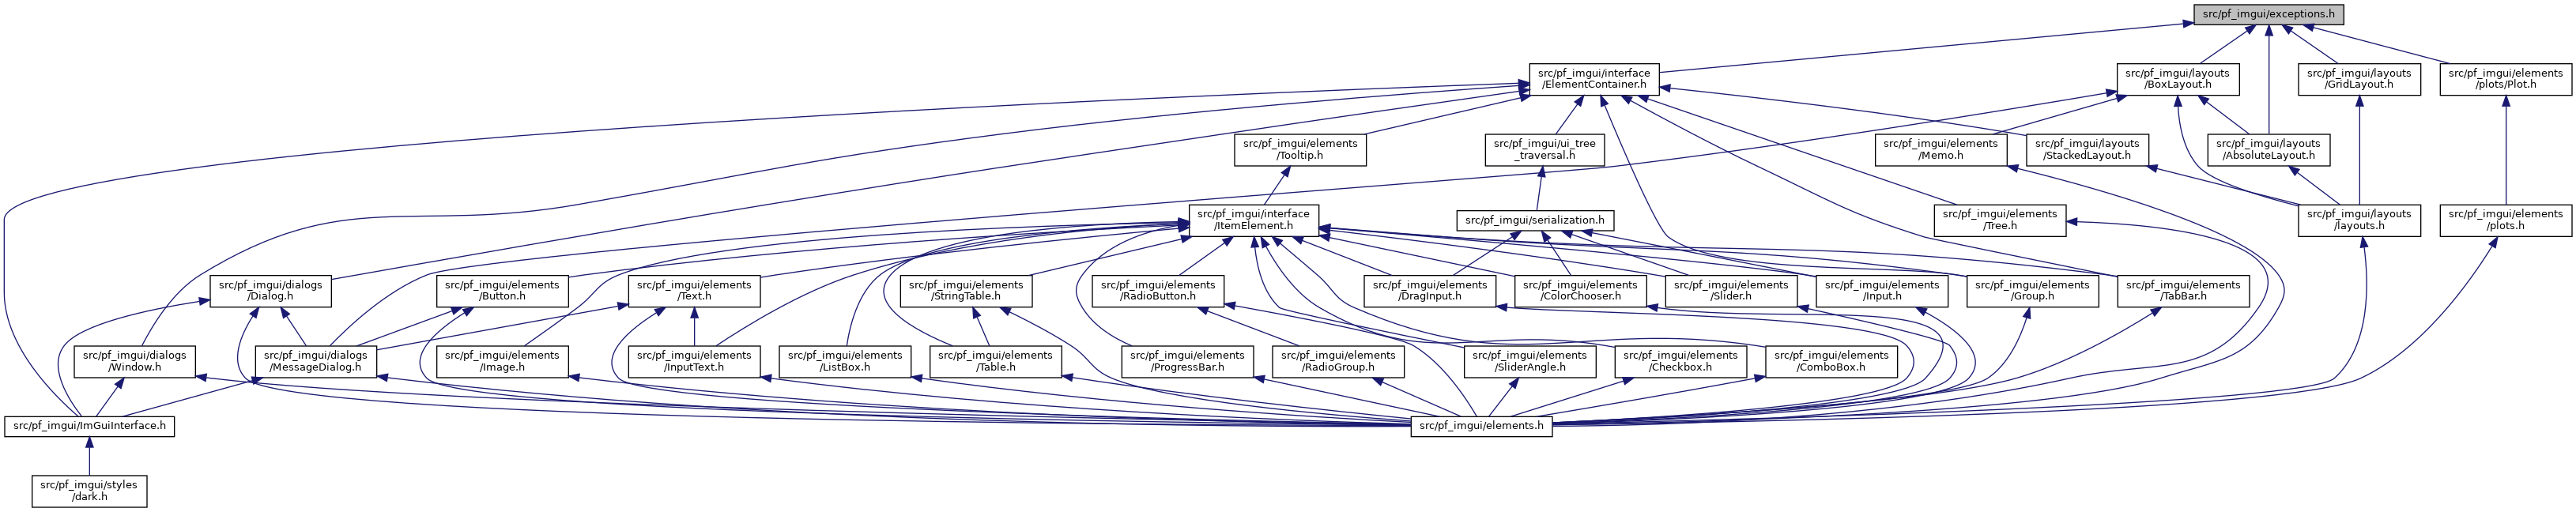 src/pf_imgui/exceptions.h
src/pf_imgui/interface
/ElementContainer.h
src/pf_imgui/layouts
/BoxLayout.h
src/pf_imgui/layouts
/GridLayout.h
src/pf_imgui/elements
/plots/Plot.h
src/pf_imgui/elements
/Tooltip.h
src/pf_imgui/ui_tree
_traversal.h
src/pf_imgui/elements
/Memo.h
src/pf_imgui/layouts
/StackedLayout.h
src/pf_imgui/layouts
/AbsoluteLayout.h
src/pf_imgui/interface
/ItemElement.h
src/pf_imgui/serialization.h
src/pf_imgui/elements
/Tree.h
src/pf_imgui/layouts
/layouts.h
src/pf_imgui/elements
/plots.h
src/pf_imgui/dialogs
/Dialog.h
src/pf_imgui/elements
/Button.h
src/pf_imgui/elements
/Text.h
src/pf_imgui/elements
/StringTable.h
src/pf_imgui/elements
/RadioButton.h
src/pf_imgui/elements
/DragInput.h
src/pf_imgui/elements
/ColorChooser.h
src/pf_imgui/elements
/Slider.h
src/pf_imgui/elements
/Input.h
src/pf_imgui/elements
/Group.h
src/pf_imgui/elements
/TabBar.h
src/pf_imgui/dialogs
/Window.h
src/pf_imgui/dialogs
/MessageDialog.h
src/pf_imgui/elements
/Image.h
src/pf_imgui/elements
/InputText.h
src/pf_imgui/elements
/ListBox.h
src/pf_imgui/elements
/Table.h
src/pf_imgui/elements
/ProgressBar.h
src/pf_imgui/elements
/RadioGroup.h
src/pf_imgui/elements
/SliderAngle.h
src/pf_imgui/elements
/Checkbox.h
src/pf_imgui/elements
/ComboBox.h
src/pf_imgui/ImGuiInterface.h
src/pf_imgui/elements.h
src/pf_imgui/styles
/dark.h